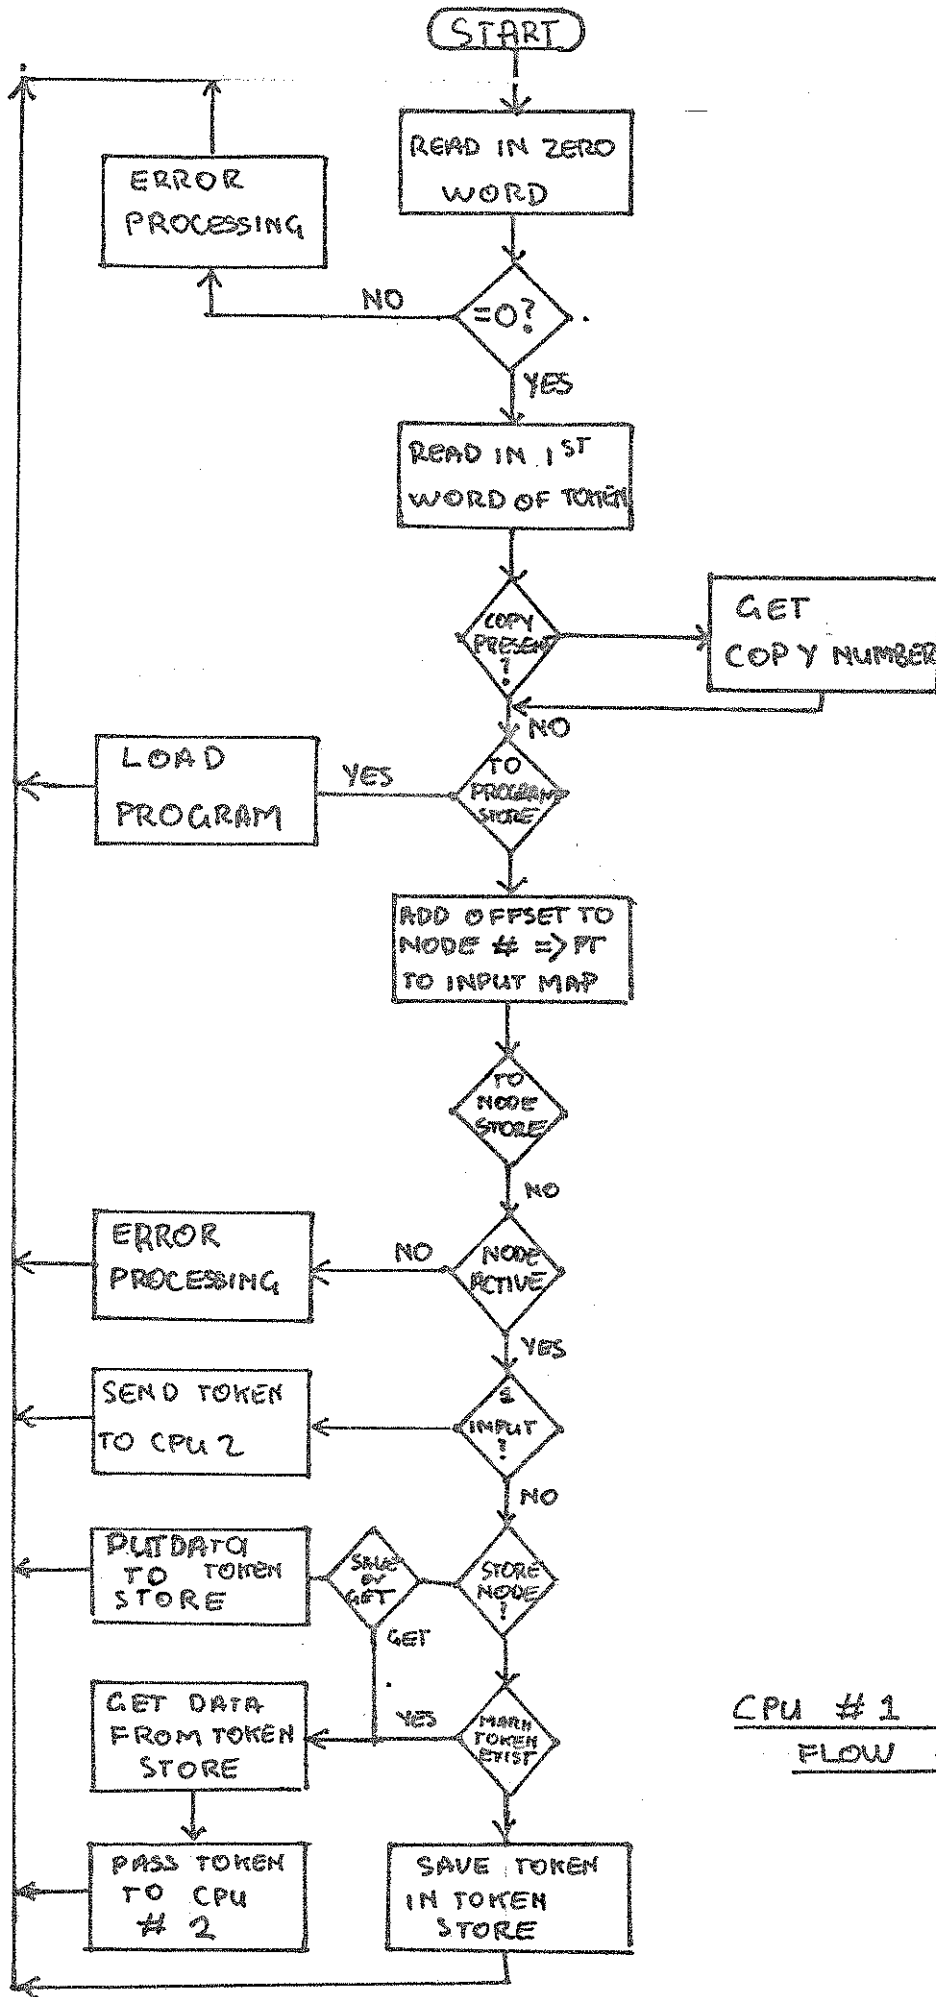 START
READ IN ZERO
WORD
ERROR
PROCESSING
NO
=0?
YES
READ IN 1ST
WORD OF TOKEN
COPY
PRESENT
?
GET
COPY NUMBER
NO
LOAD
PROGRAM
YES
TO
PROGRAM
STORE
ADD OFFSET TO
NODE # => PT
TO INPUT MAP
TO
NODE
STORE
NO
ERROR
PROCESSING
NO
NODE
ACTIVE
YES
SEND TOKEN
TO CPU 2
1
INPUT
?
NO
PUT DATA
TO TOKEN
STORE
SAVE
OR
GET
STORE
NODE
?
GET
GET DATA
FROM TOKEN
STORE
YES
TOKEN
EXIST
CPU # 1
FLOW
PASS TOKEN
TO CPU
# 2
SAVE TOKEN
IN TOKEN
STORE